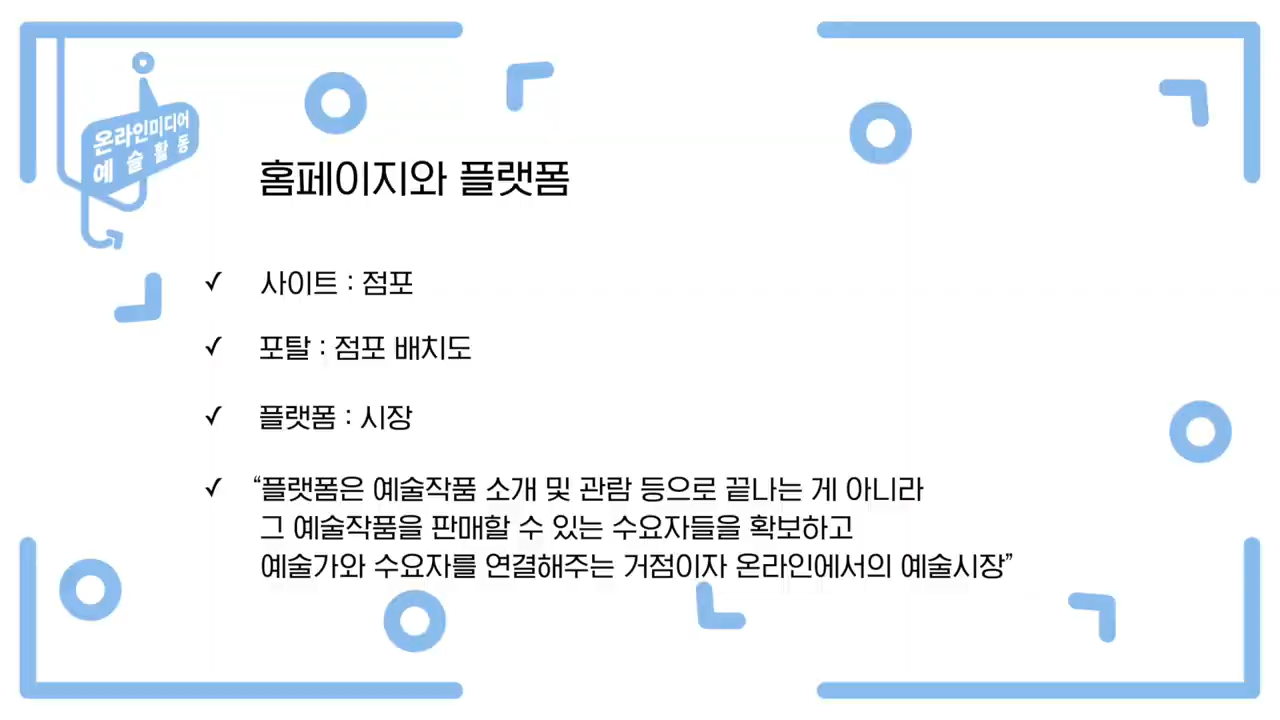 온라인미디어
예술활동
홈페이지와 플랫폼
✓ 사이트 : 점포
✓ 포탈 : 점포 배치도
✓ 플랫폼 : 시장
✓ “플랫폼은 예술작품 소개 및 관람 등으로 끝나는 게 아니라
그 예술작품을 판매할 수 있는 수요자들을 확보하고
예술가와 수요자를 연결해주는 거점이자 온라인에서의 예술시장”